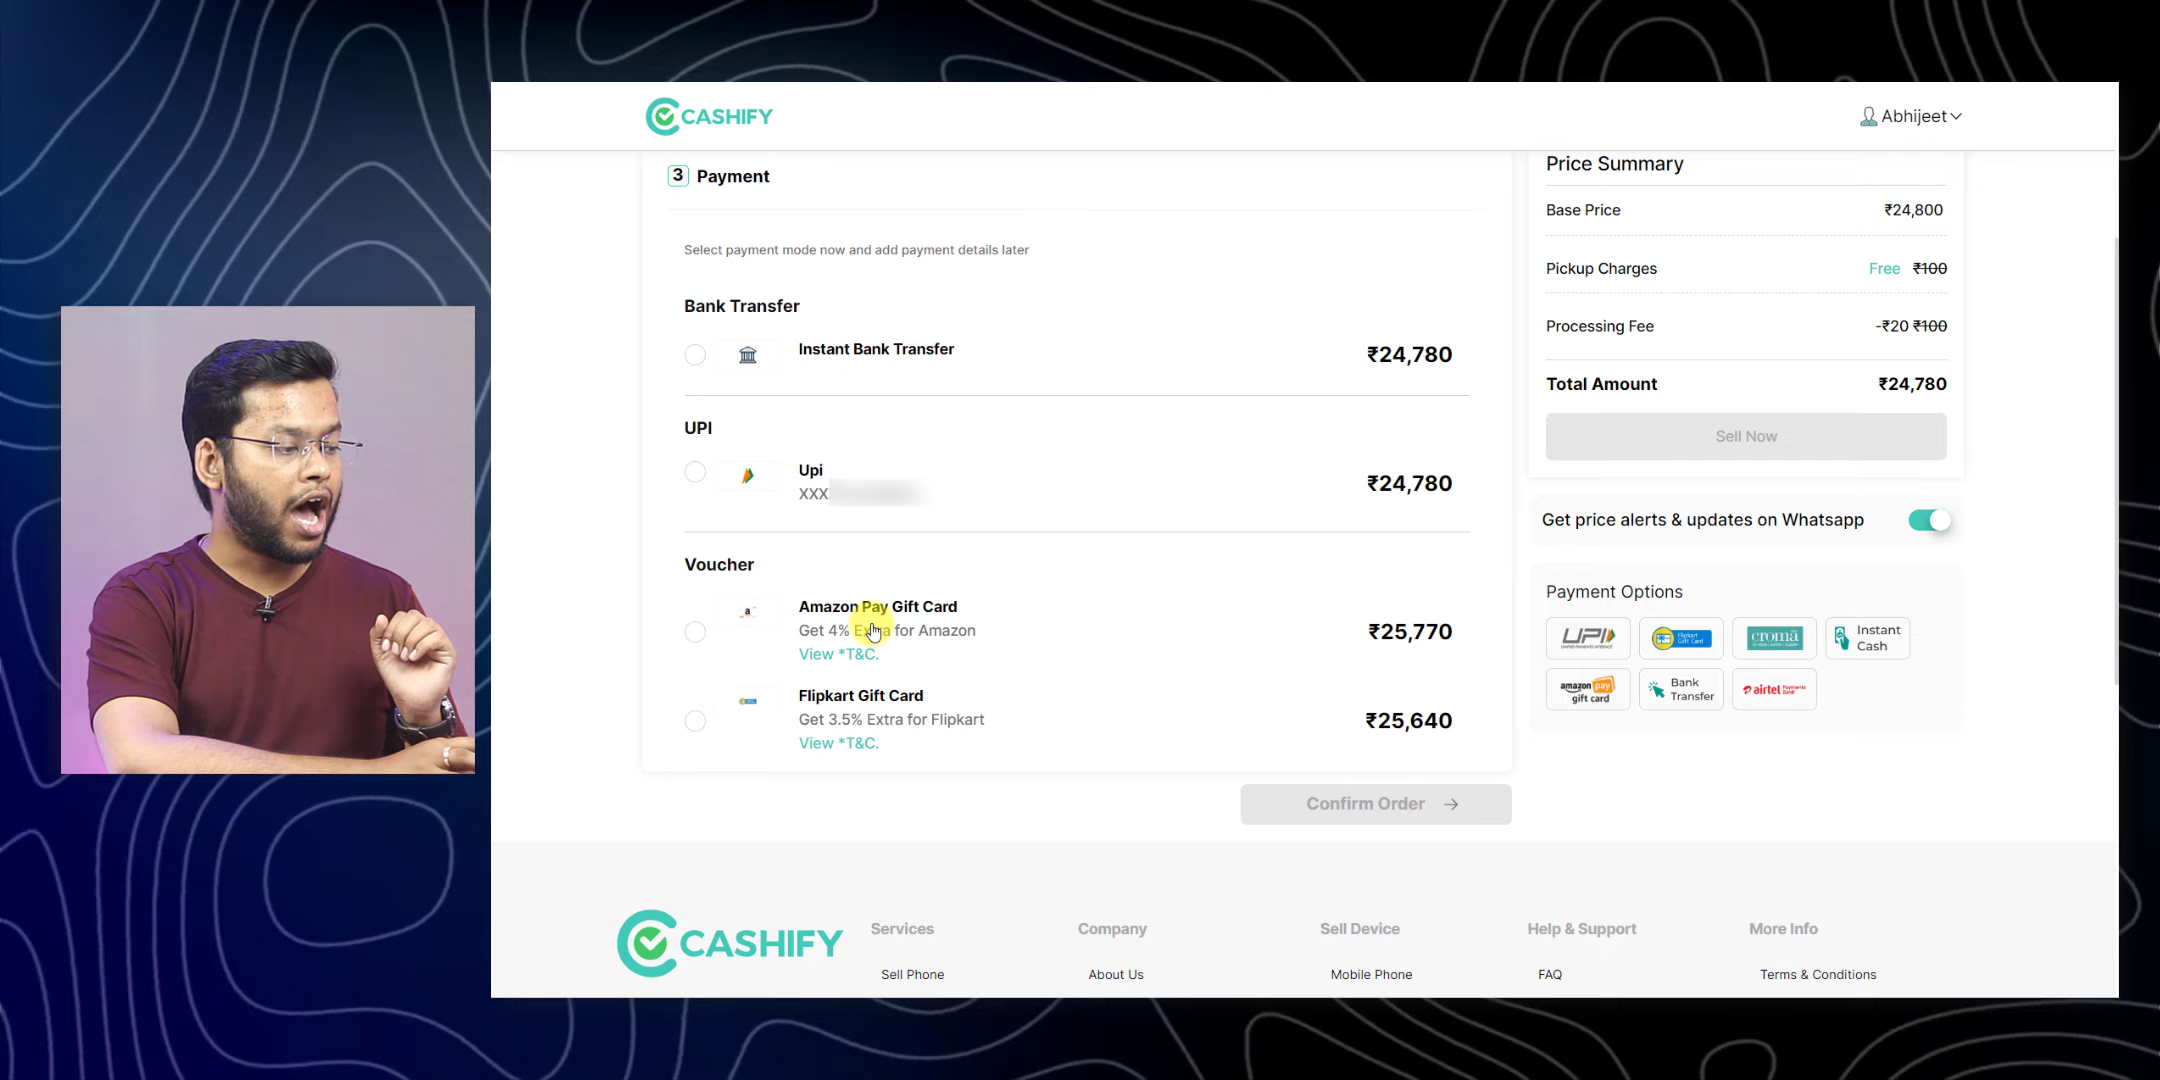 CASHIFY
Abhijeet
3 Payment
Select payment mode now and add payment details later
Bank Transfer
Instant Bank Transfer ₹24,780
UPI
Upi
XXX
₹24,780
Voucher
Amazon Pay Gift Card
Get 4% Extra for Amazon
View *T&C.
₹25,770
Flipkart Gift Card
Get 3.5% Extra for Flipkart
View *T&C.
₹25,640
Confirm Order
Price Summary
Base Price ₹24,800
Pickup Charges Free ₹100
Processing Fee -₹20 ₹100
Total Amount ₹24,780
Sell Now
Get price alerts & updates on Whatsapp
Payment Options
UPI
Flipkart
Gift Card
croma
Instant
Cash
amazon pay
gift card
Bank
Transfer
airtel
CASHIFY
Services
Sell Phone
Company
About Us
Sell Device
Mobile Phone
Help & Support
FAQ
More Info
Terms & Conditions